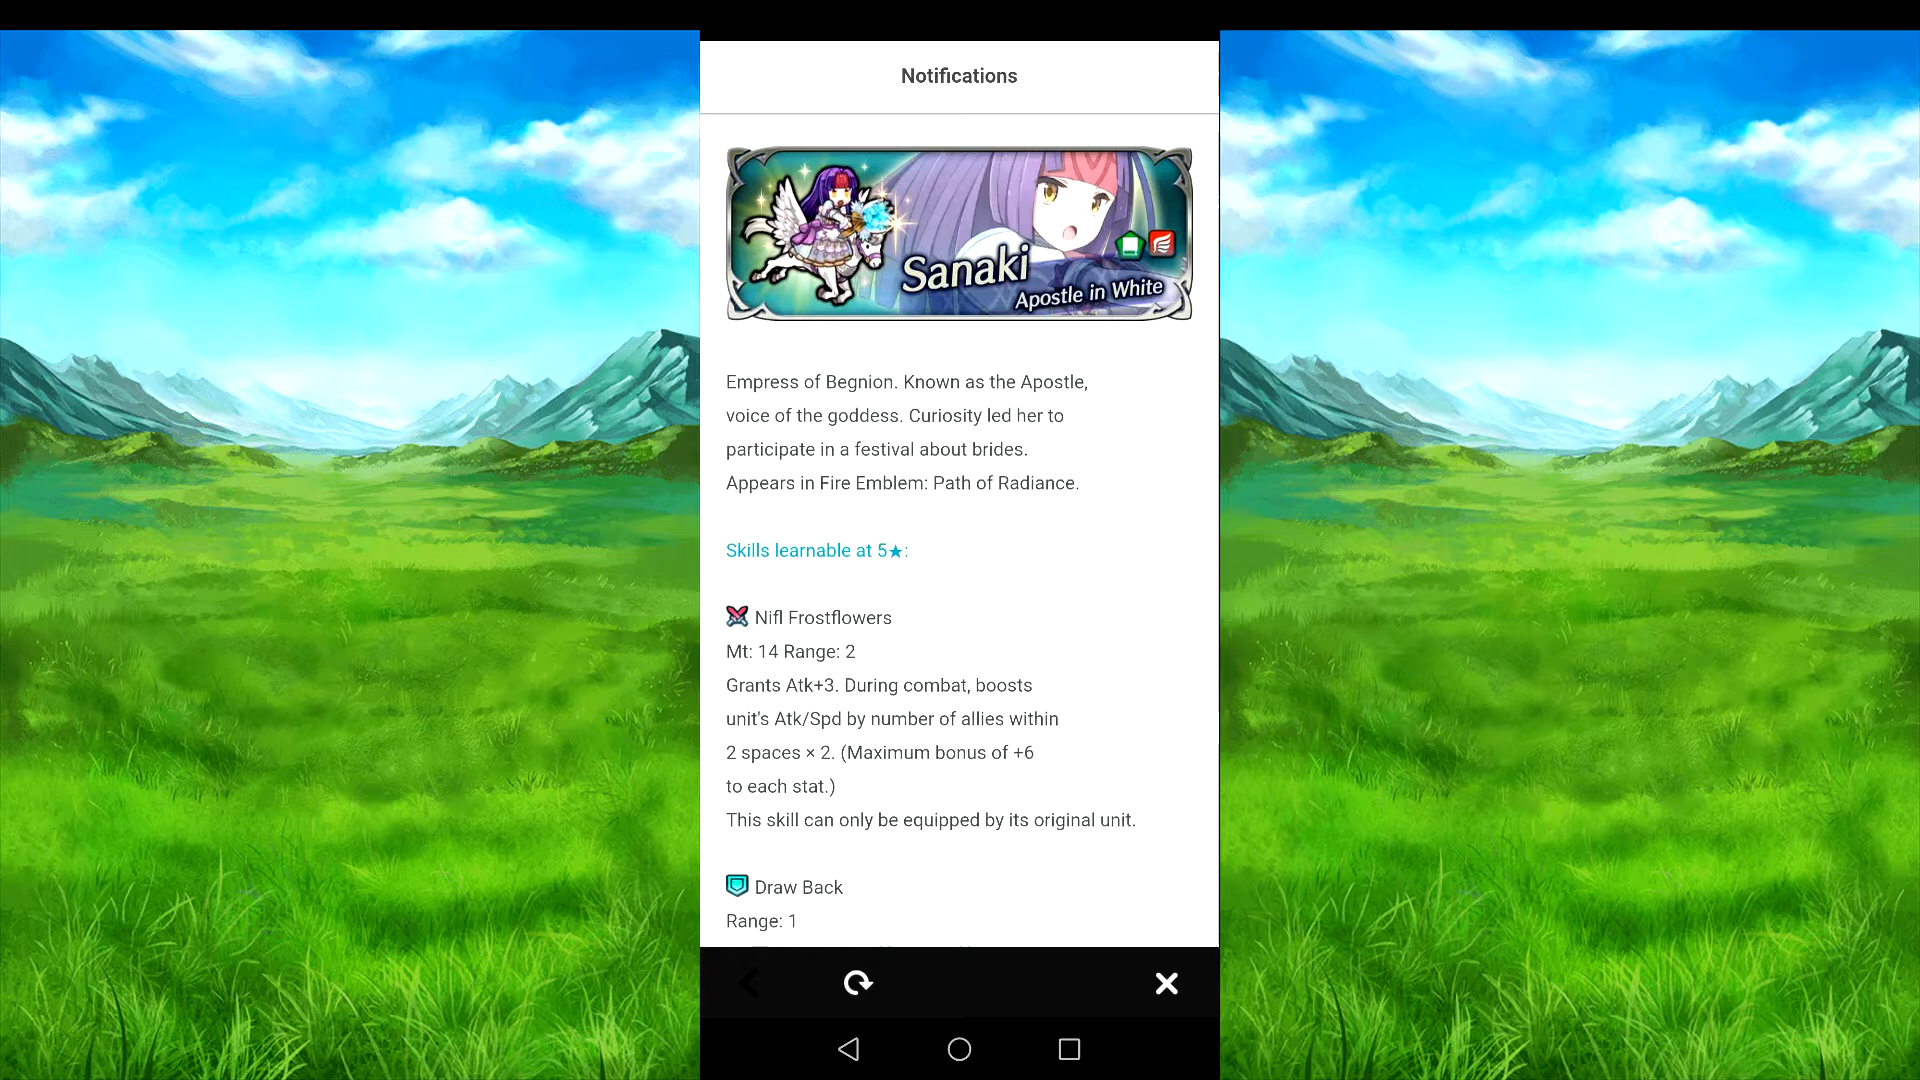 Notifications
Sanaki
Apostle in White
Empress of Begnion. Known as the Apostle,
voice of the goddess. Curiosity led her to
participate in a festival about brides.
Appears in Fire Emblem: Path of Radiance.
Skills learnable at 5★:
Nifl Frostflowers
Mt: 14 Range: 2
Grants Atk+3. During combat, boosts
unit's Atk/Spd by number of allies within
2 spaces × 2. (Maximum bonus of +6
to each stat.)
This skill can only be equipped by its original unit.
Draw Back
Range: 1